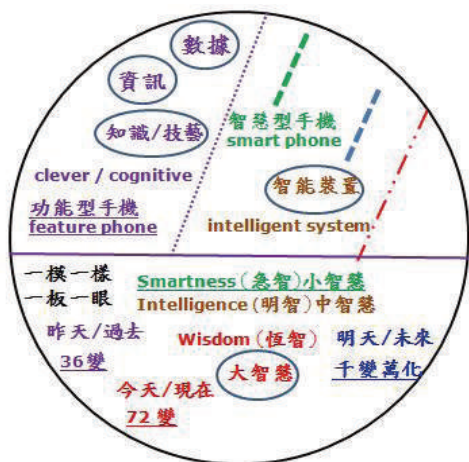 數據
資訊
知識/技藝
clever / cognitive
功能型手機
feature phone
智慧型手機
smart phone
智能裝置
intelligent system
一模一樣
一板一眼
Smartness(急智)小智慧
Intelligence(明智)中智慧
昨天/過去
36變
Wisdom(恆智)
大智慧
明天/未來
千變萬化
今天/現在
72變